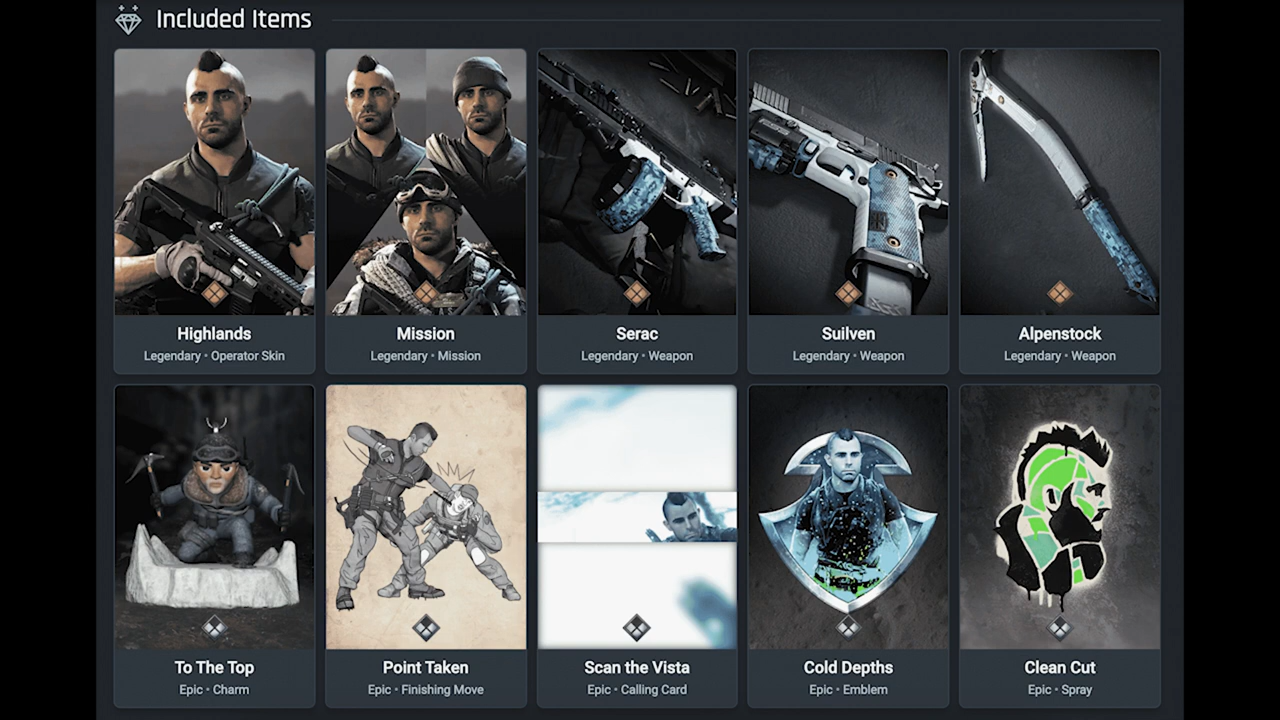 Included Items
Highlands
Legendary • Operator Skin
Mission
Legendary • Mission
Serac
Legendary • Weapon
Suilven
Legendary • Weapon
Alpenstock
Legendary • Weapon
To The Top
Epic • Charm
Point Taken
Epic • Finishing Move
Scan the Vista
Epic • Calling Card
Cold Depths
Epic • Emblem
Clean Cut
Epic • Spray